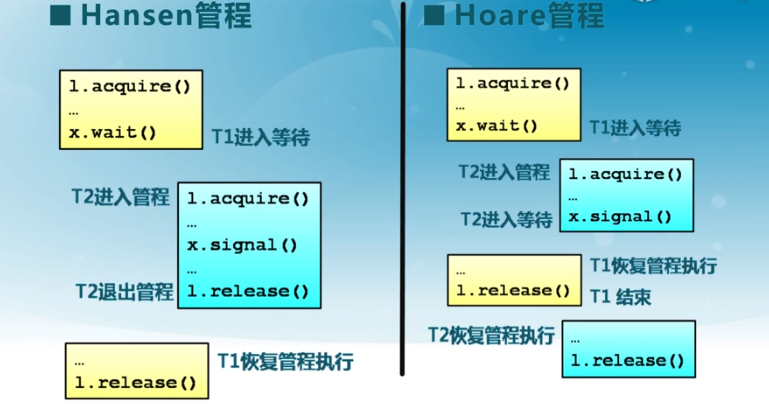 ■ Hansen管程
l.acquire()
…
x.wait()
T1进入等待
T2进入管程
l.acquire()
…
x.signal()
…
T2退出管程
l.release()
…
l.release()
T1恢复管程执行
■ Hoare管程
l.acquire()
…
x.wait()
T1进入等待
T2进入管程
l.acquire()
…
T2进入等待
x.signal()
…
l.release()
T1恢复管程执行
T1 结束
T2恢复管程执行
…
l.release()